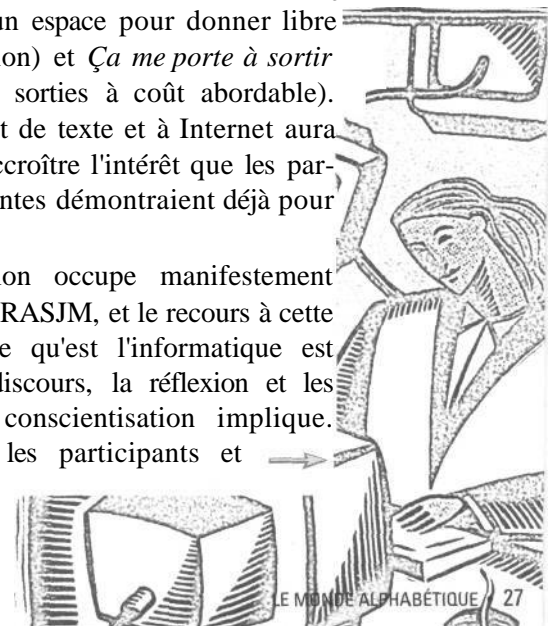 un espace pour donner libre
ion) et Ça me porte à sortir
sorties à coût abordable).
t de texte et à Internet aura
ccroître l'intérêt que les par-
ntes démontraient déjà pour
on occupe manifestement
RASJM, et le recours à cette
e qu'est l'informatique est
discours, la réflexion et les
conscientisation implique.
les participants et
LE MONDE ALPHABÉTIQUE 27